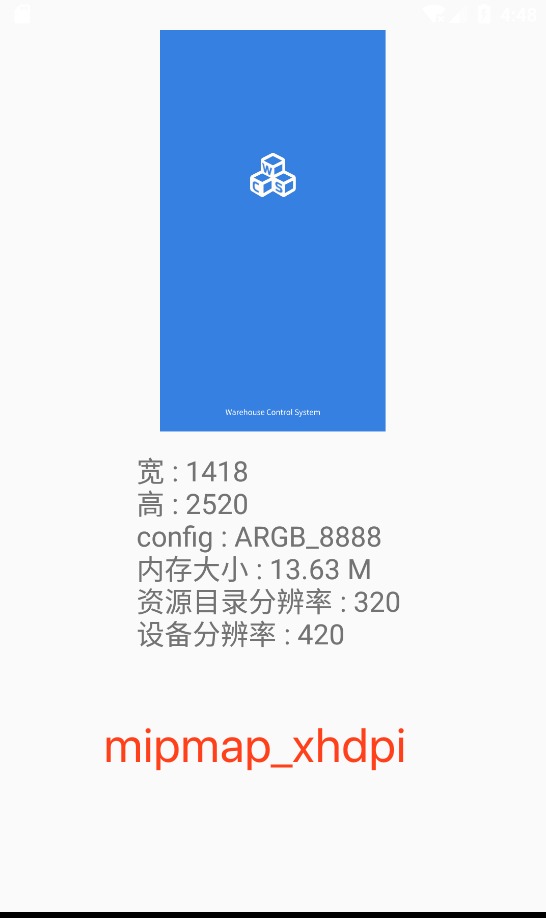 4:48
W
C S
Warehouse Control System
宽 : 1418
高 : 2520
config : ARGB_8888
内存大小 : 13.63 M
资源目录分辨率 : 320
设备分辨率 : 420
mipmap_xhdpi